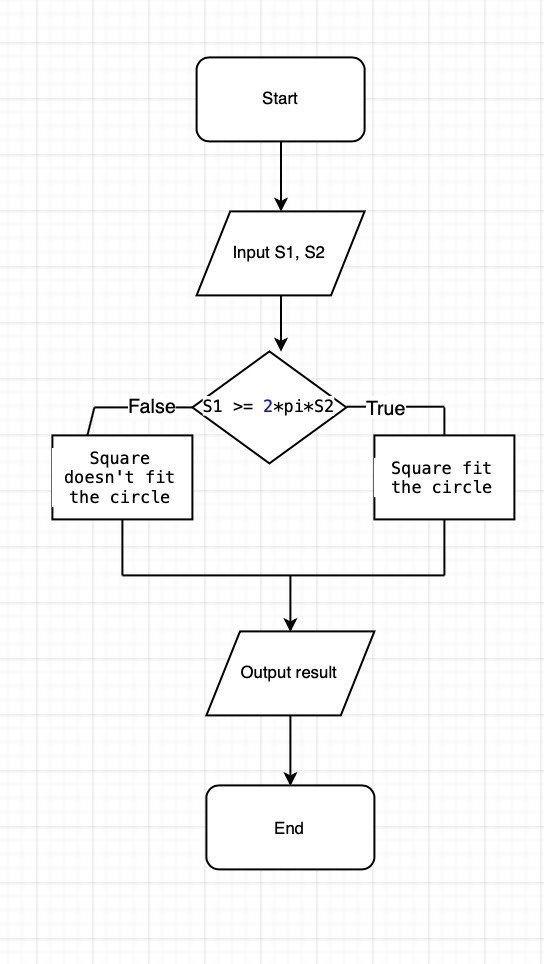 Start
Input S1, S2
False
S1 >= 2*pi*S2
True
Square
doesn't fit
the circle
Square fit
the circle
Output result
End